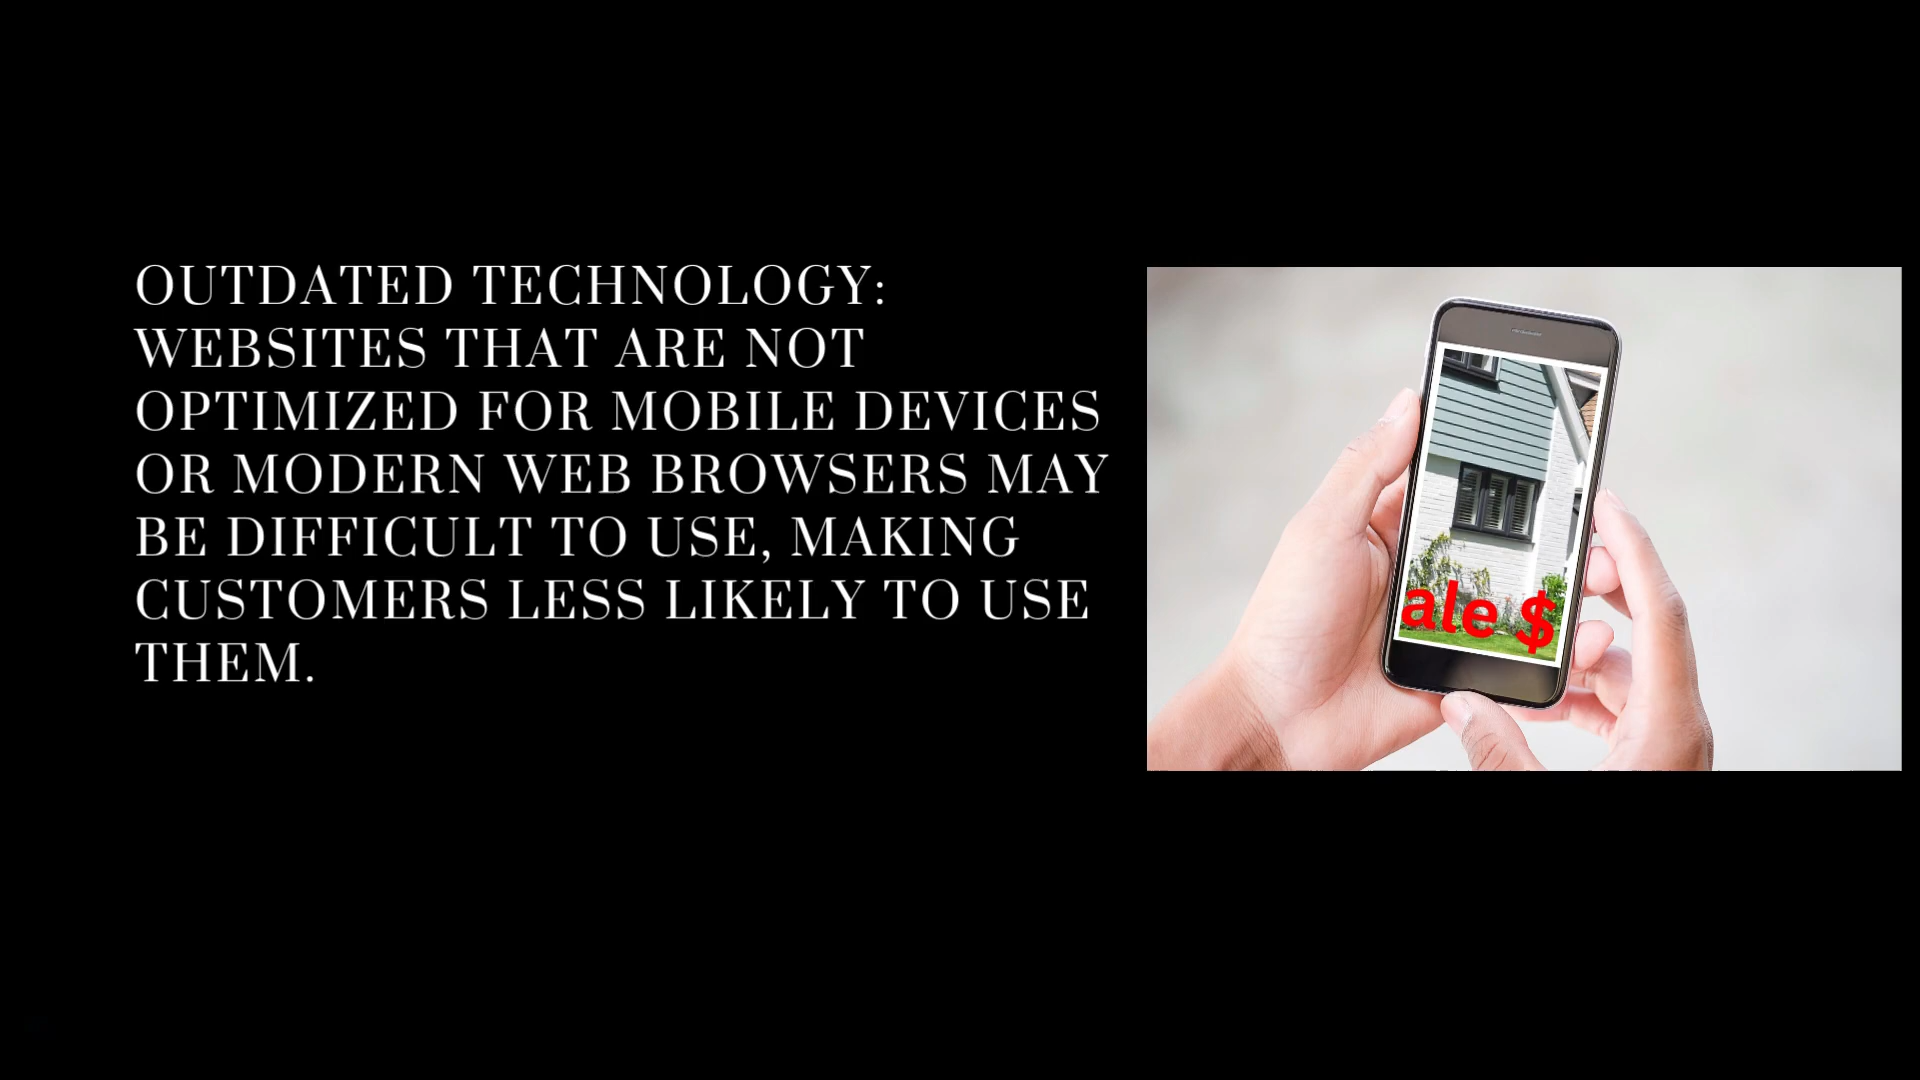 OUTDATED TECHNOLOGY:
WEBSITES THAT ARE NOT
OPTIMIZED FOR MOBILE DEVICES
OR MODERN WEB BROWSERS MAY
BE DIFFICULT TO USE, MAKING
CUSTOMERS LESS LIKELY TO USE
THEM.
ale $